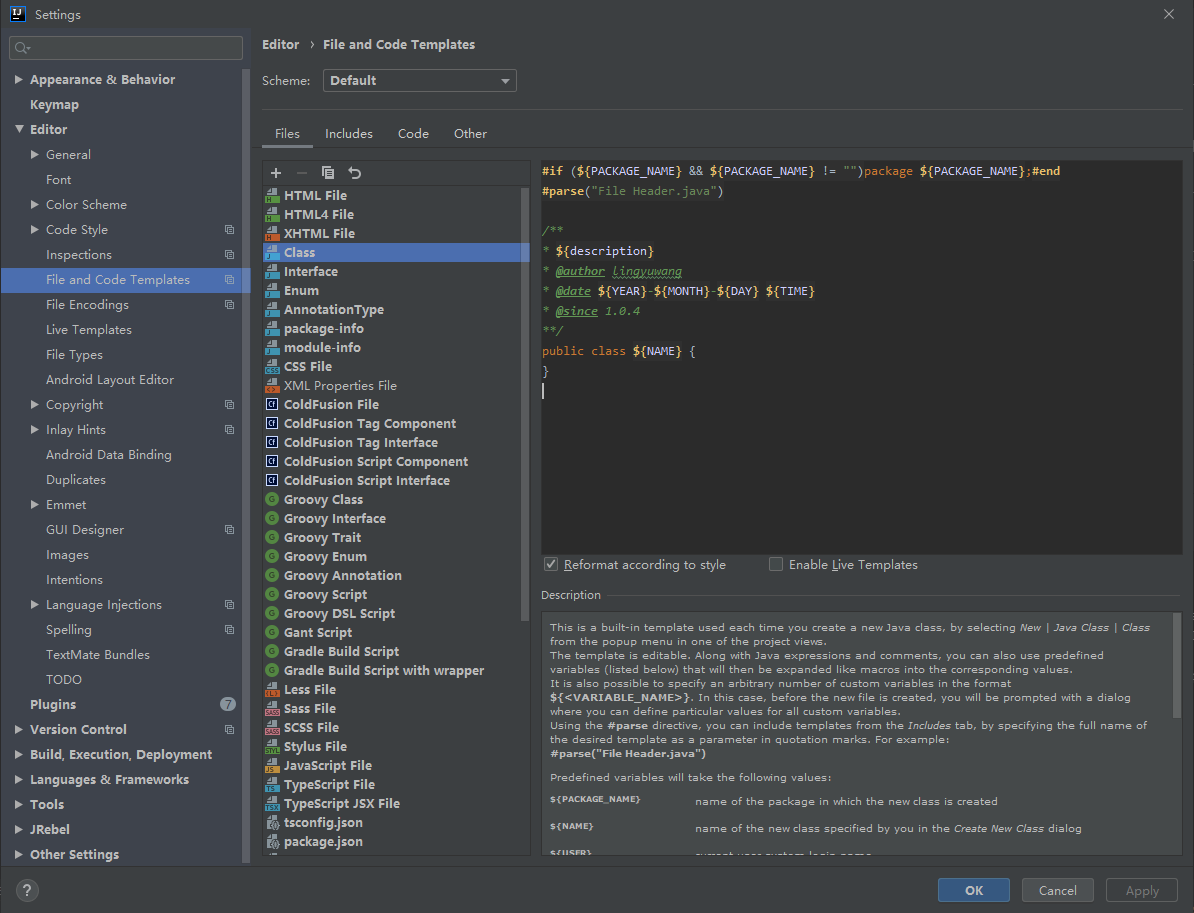 Settings
Appearance & Behavior
Keymap
Editor
General
Font
Color Scheme
Code Style
Inspections
File and Code Templates
File Encodings
Live Templates
File Types
Android Layout Editor
Copyright
Inlay Hints
Android Data Binding
Duplicates
Emmet
GUI Designer
Images
Intentions
Language Injections
Spelling
TextMate Bundles
TODO
Plugins 7
Version Control
Build, Execution, Deployment
Languages & Frameworks
Tools
JRebel
Other Settings
Editor › File and Code Templates
Scheme: Default
Files Includes Code Other
HTML File
HTML4 File
XHTML File
Class
Interface
Enum
AnnotationType
package-info
module-info
CSS File
XML Properties File
ColdFusion File
ColdFusion Tag Component
ColdFusion Tag Interface
ColdFusion Script Component
ColdFusion Script Interface
Groovy Class
Groovy Interface
Groovy Trait
Groovy Enum
Groovy Annotation
Groovy Script
Groovy DSL Script
Gant Script
Gradle Build Script
Gradle Build Script with wrapper
Less File
Sass File
SCSS File
Stylus File
JavaScript File
TypeScript File
TypeScript JSX File
tsconfig.json
package.json
#if (${PACKAGE_NAME} && ${PACKAGE_NAME} != "")package ${PACKAGE_NAME};#end
#parse("File Header.java")
/**
* ${description}
* @author lingyuwang
* @date ${YEAR}-${MONTH}-${DAY} ${TIME}
* @since 1.0.4
**/
public class ${NAME} {
}
Reformat according to style Enable Live Templates
Description
This is a built-in template used each time you create a new Java class, by selecting New | Java Class | Class
from the popup menu in one of the project views.
The template is editable. Along with Java expressions and comments, you can also use predefined
variables (listed below) that will then be expanded like macros into the corresponding values.
It is also possible to specify an arbitrary number of custom variables in the format
${<VARIABLE_NAME>}. In this case, before the new file is created, you will be prompted with a dialog
where you can define particular values for all custom variables.
Using the #parse directive, you can include templates from the Includes tab, by specifying the full name of
the desired template as a parameter in quotation marks. For example:
#parse("File Header.java")
Predefined variables will take the following values:
${PACKAGE_NAME} name of the package in which the new class is created
${NAME} name of the new class specified by you in the Create New Class dialog
${USER} current user system login name
? OK Cancel Apply